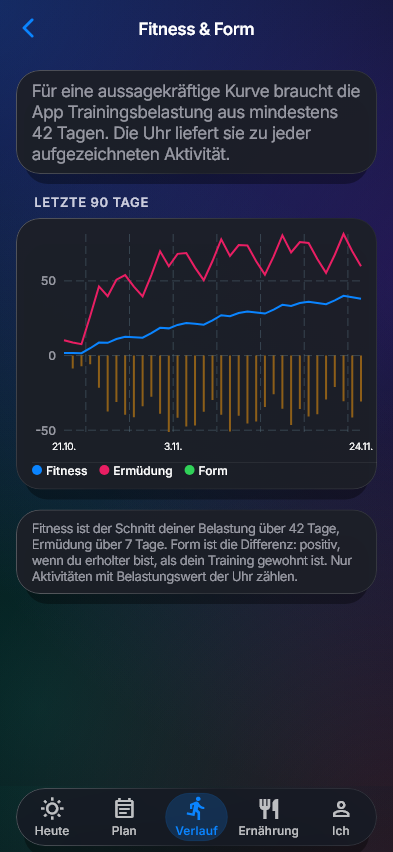 Fitness & Form
Für eine aussagekräftige Kurve braucht die
App Trainingsbelastung aus mindestens
42 Tagen. Die Uhr liefert sie zu jeder
aufgezeichneten Aktivität.
LETZTE 90 TAGE
50
0
-50
21.10.
3.11.
24.11.
Fitness
Ermüdung
Form
Fitness ist der Schnitt deiner Belastung über 42 Tage,
Ermüdung über 7 Tage. Form ist die Differenz: positiv,
wenn du erholter bist, als dein Training gewohnt ist. Nur
Aktivitäten mit Belastungswert der Uhr zählen.
Heute
Plan
Verlauf
Ernährung
Ich